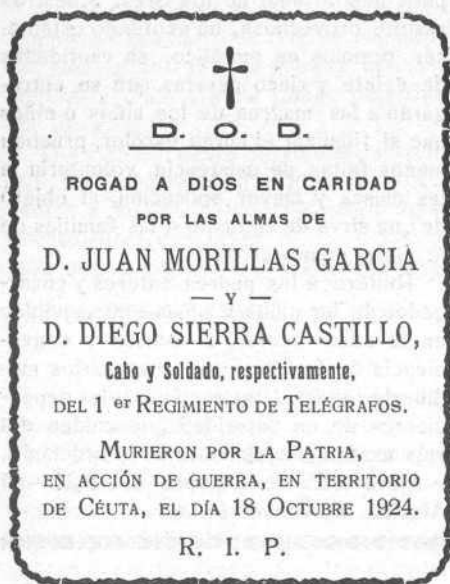 D. O. D.
ROGAD A DIOS EN CARIDAD
POR LAS ALMAS DE
D. JUAN MORILLAS GARCIA
— Y —
D. DIEGO SIERRA CASTILLO,
Cabo y Soldado, respectivamente,
DEL 1 er REGIMIENTO DE TELÉGRAFOS.
MURIERON POR LA PATRIA,
EN ACCIÓN DE GUERRA, EN TERRITORIO
DE CÉUTA, EL DÍA 18 OCTUBRE 1924.
R. I. P.